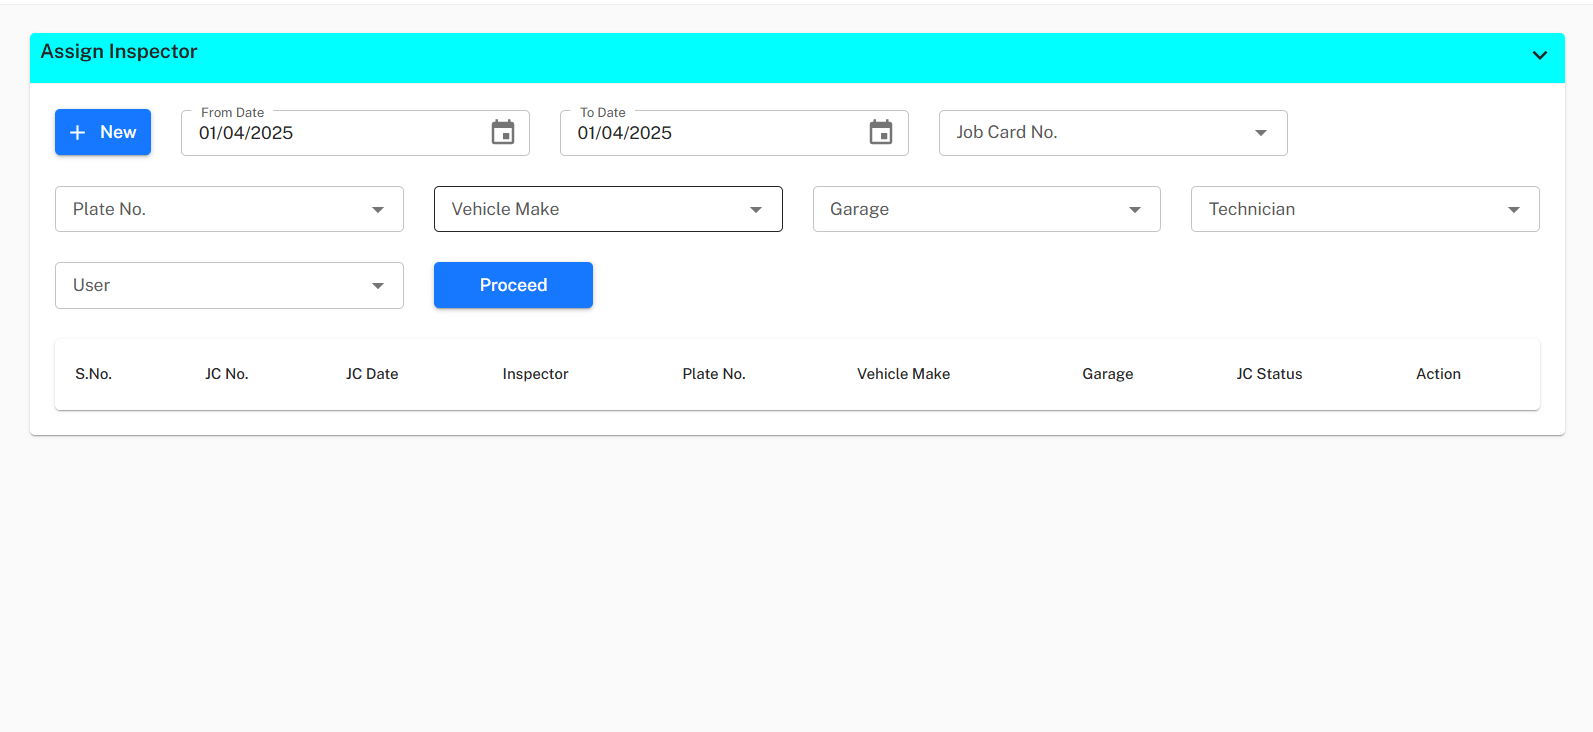 Assign Inspector
New
From Date
01/04/2025
To Date
01/04/2025
Job Card No.
Plate No.
Vehicle Make
Garage
Technician
User
Proceed
S.No. JC No. JC Date Inspector Plate No. Vehicle Make Garage JC Status Action